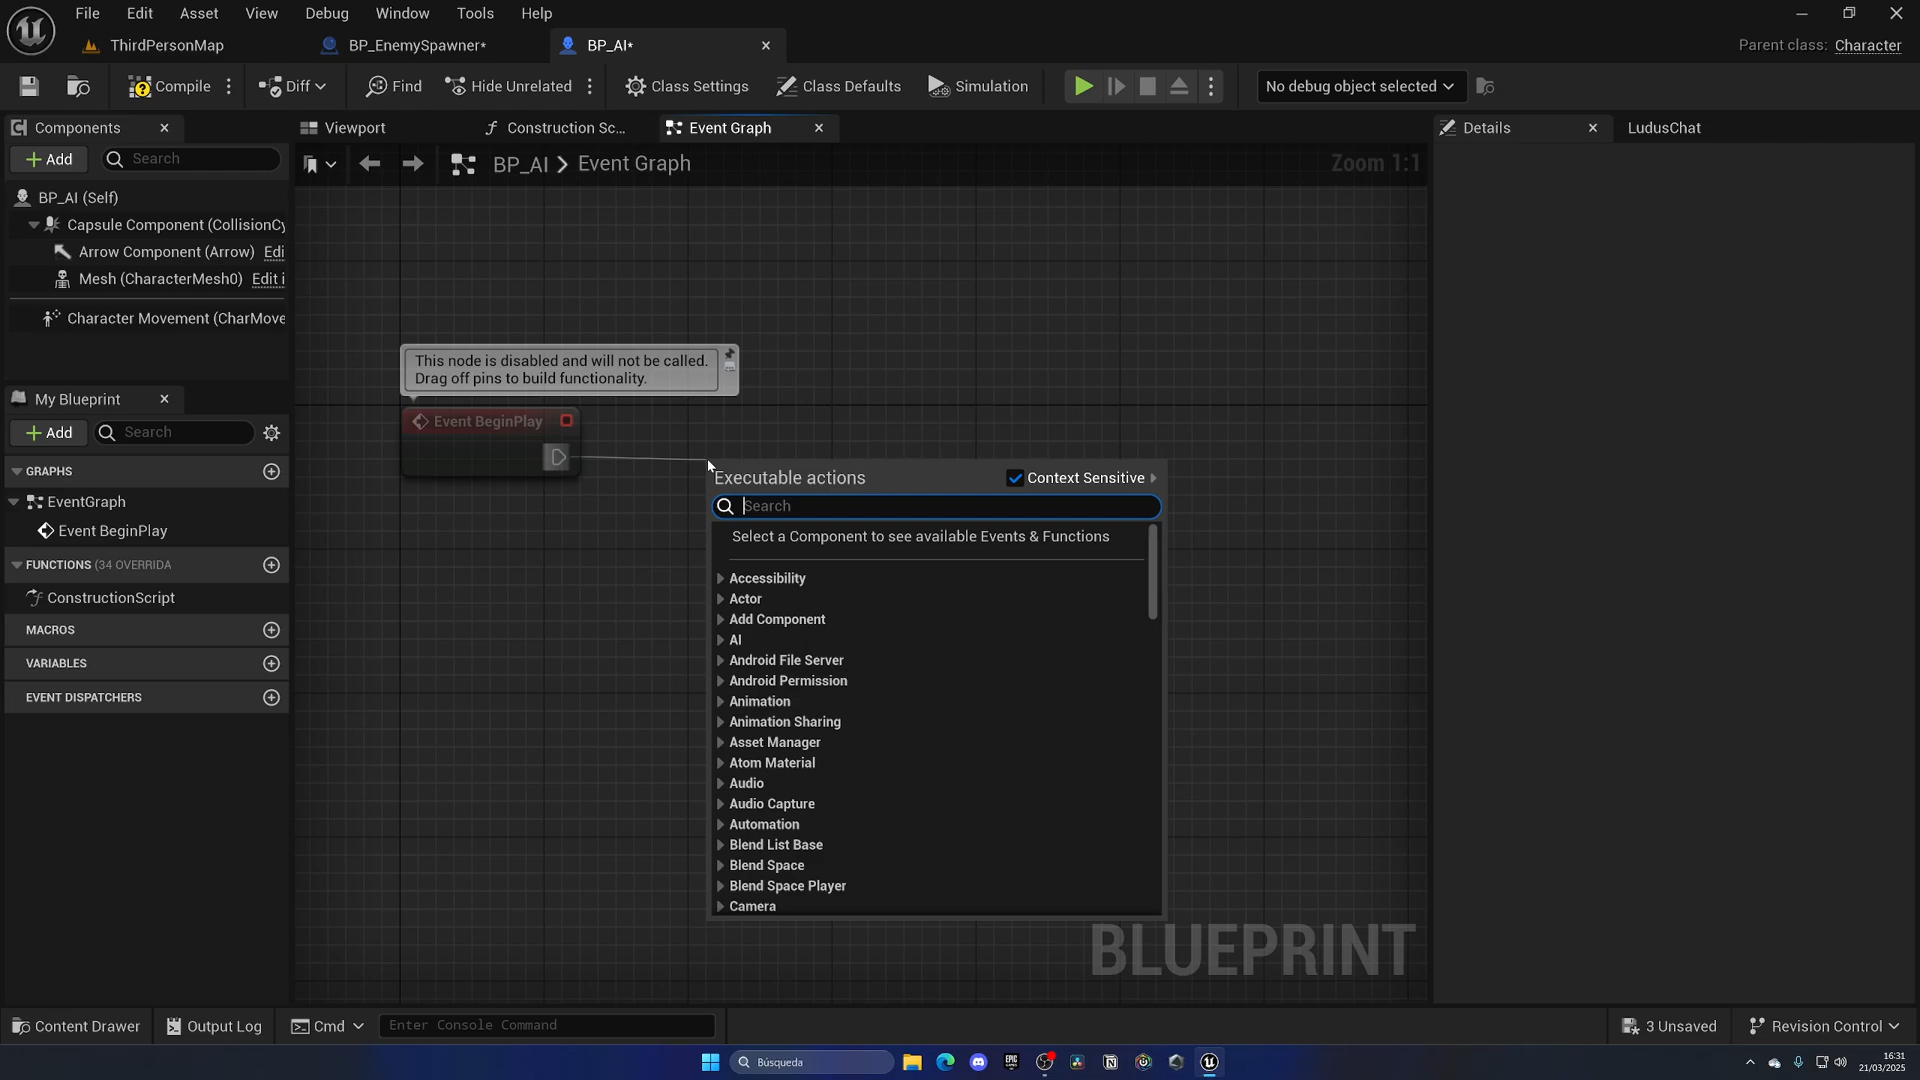 File Edit Asset View Debug Window Tools Help
ThirdPersonMap BP_EnemySpawner* BP_AI* Parent class: Character
Compile Diff Find Hide Unrelated Class Settings Class Defaults Simulation No debug object selected
Components Viewport Construction Sc... Event Graph Details LudusChat
Add Search BP_AI Event Graph Zoom 1:1
BP_AI (Self)
Capsule Component (CollisionCy
Arrow Component (Arrow) Edi
Mesh (CharacterMesh0) Edit i
Character Movement (CharMove
This node is disabled and will not be called.
Drag off pins to build functionality.
Event BeginPlay
My Blueprint
Add Search
GRAPHS
EventGraph
Event BeginPlay
FUNCTIONS (34 OVERRIDA
ConstructionScript
MACROS
VARIABLES
EVENT DISPATCHERS
Executable actions Context Sensitive
Search
Select a Component to see available Events & Functions
Accessibility
Actor
Add Component
AI
Android File Server
Android Permission
Animation
Animation Sharing
Asset Manager
Atom Material
Audio
Audio Capture
Automation
Blend List Base
Blend Space
Blend Space Player
Camera
BLUEPRINT
Content Drawer Output Log Cmd Enter Console Command 3 Unsaved Revision Control
Búsqueda 16:31
21/03/2025